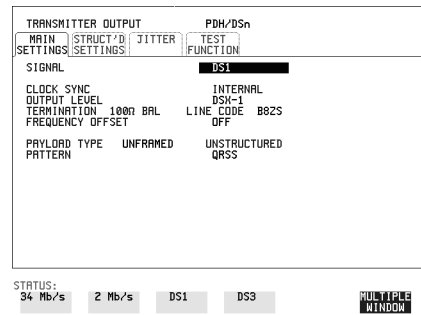 TRANSMITTER OUTPUT PDH/DSn
MAIN SETTINGS STRUCT'D SETTINGS JITTER TEST FUNCTION
SIGNAL DS1
CLOCK SYNC INTERNAL
OUTPUT LEVEL DSX-1
TERMINATION 100Ω BAL LINE CODE B8ZS
FREQUENCY OFFSET OFF
PAYLOAD TYPE UNFRAMED UNSTRUCTURED
PATTERN QRSS
STATUS:
34 Mb/s 2 Mb/s DS1 DS3 MULTIPLE WINDOW